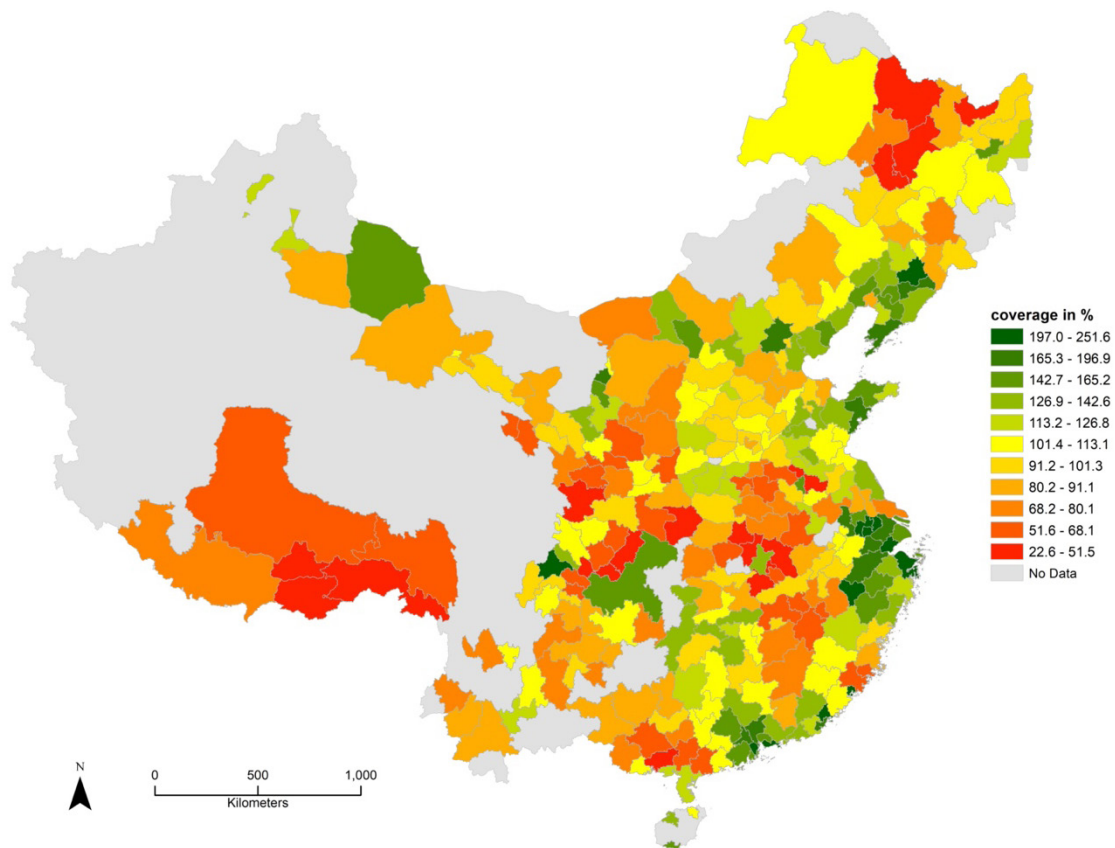 coverage in %
197.0 - 251.6
165.3 - 196.9
142.7 - 165.2
126.9 - 142.6
113.2 - 126.8
101.4 - 113.1
91.2 - 101.3
80.2 - 91.1
68.2 - 80.1
51.6 - 68.1
22.6 - 51.5
No Data
N
0 500 1,000
Kilometers